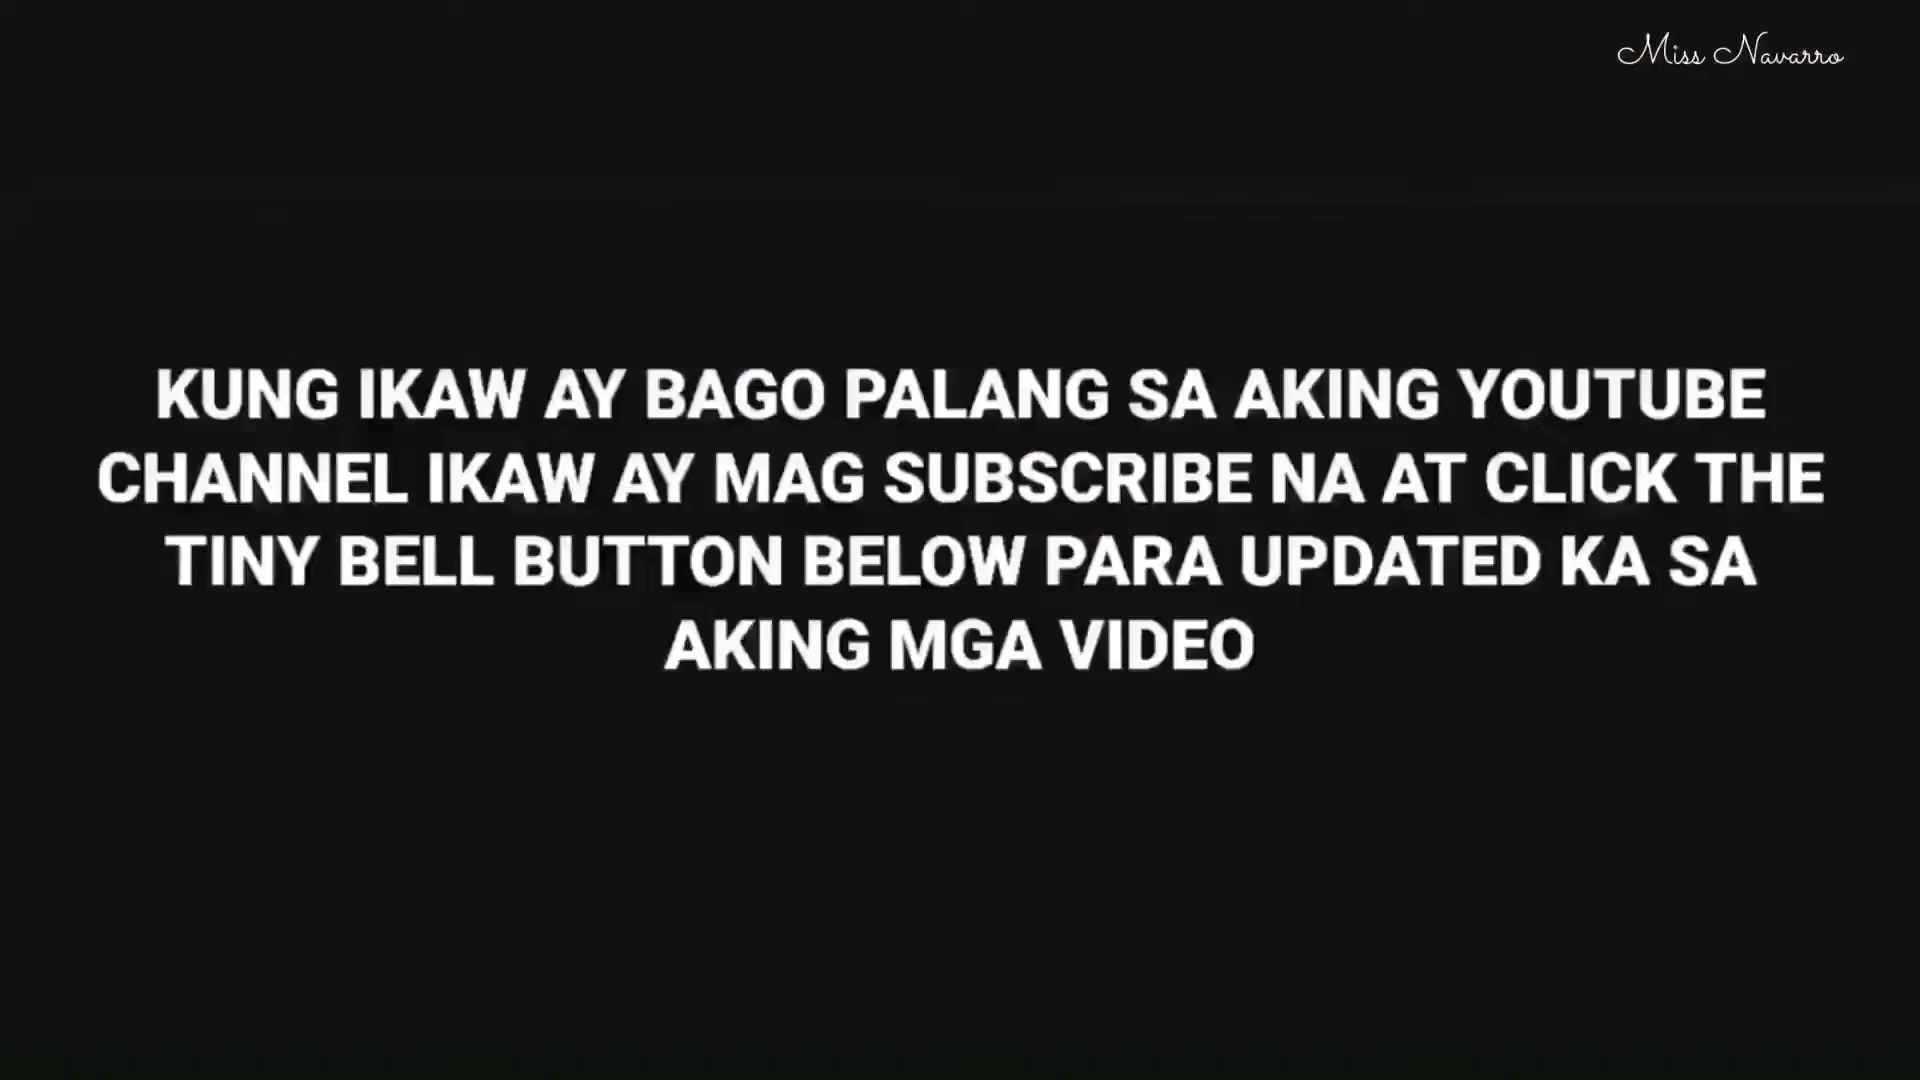 Miss Navarro
KUNG IKAW AY BAGO PALANG SA AKING YOUTUBE
CHANNEL IKAW AY MAG SUBSCRIBE NA AT CLICK THE
TINY BELL BUTTON BELOW PARA UPDATED KA SA
AKING MGA VIDEO